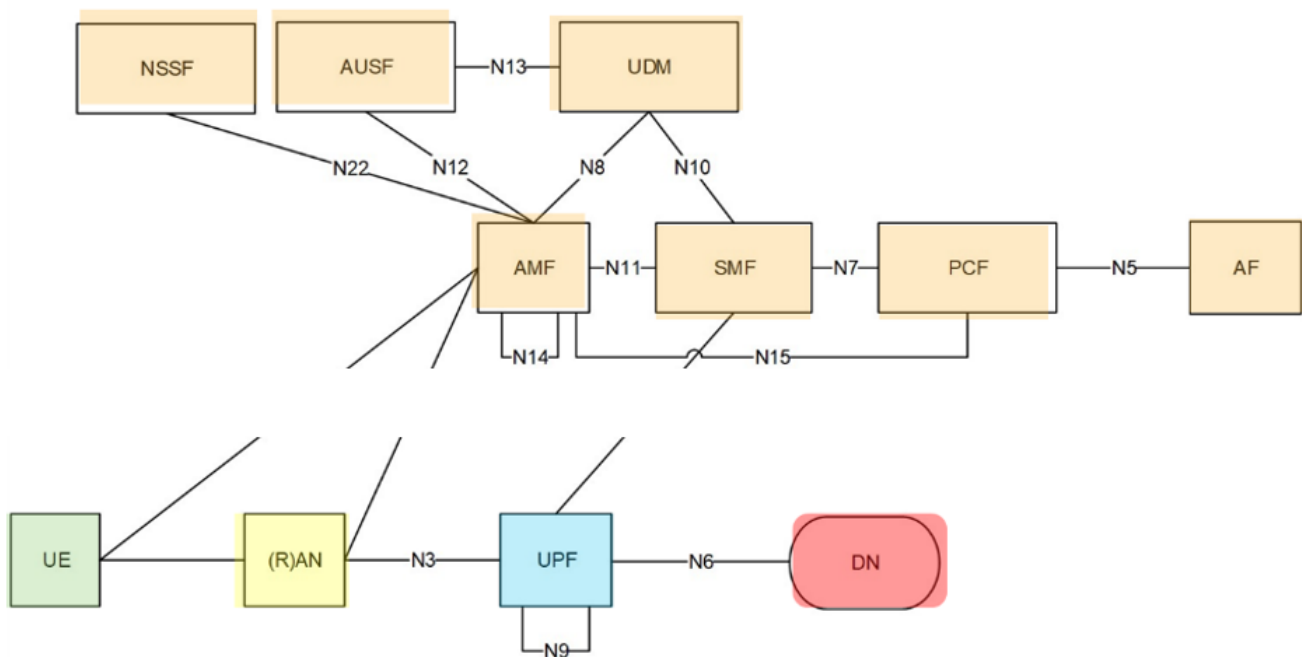 NSSF
AUSF
N13
UDM
N22
N12
N8
N10
AMF
N11
SMF
N7
PCF
N5
AF
N14
N15
UE
(R)AN
N3
UPF
N6
DN
N9